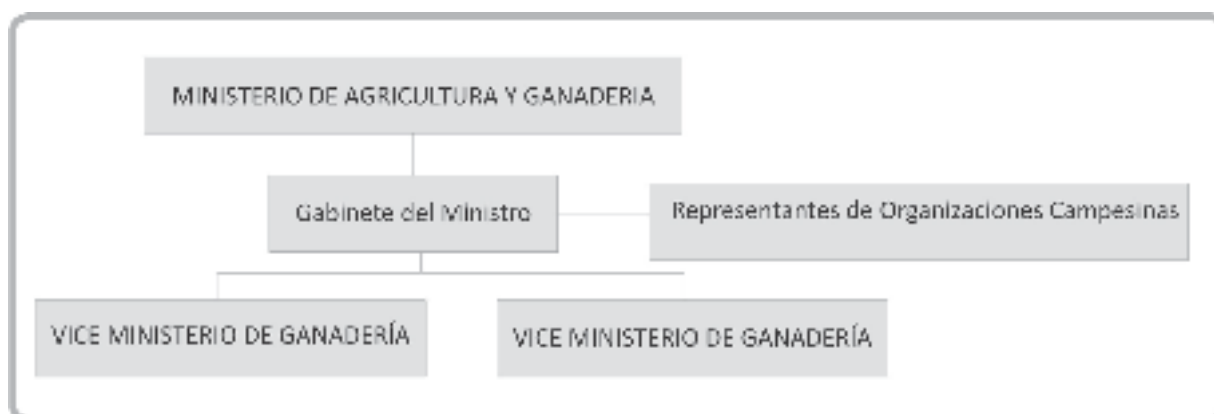 MINISTERIO DE AGRICULTURA Y GANADERIA
Gabinete del Ministro
Representantes de Organizaciones Campesinas
VICE MINISTERIO DE GANADERÍA
VICE MINISTERIO DE GANADERÍA